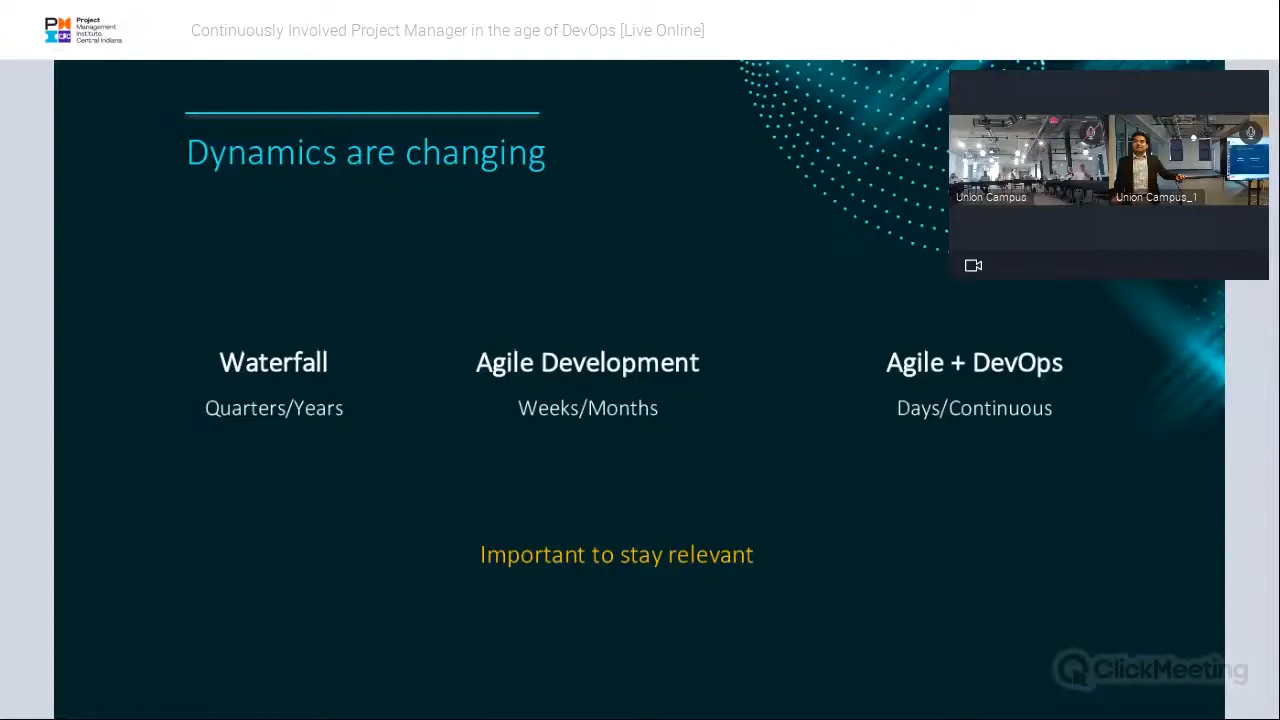 Project
Management
Institute.
Central Indiana
Continuously Involved Project Manager in the age of DevOps [Live Online]
Dynamics are changing
Union Campus
Union Campus_1
Waterfall
Agile Development
Agile + DevOps
Quarters/Years
Weeks/Months
Days/Continuous
Important to stay relevant
ClickMeeting